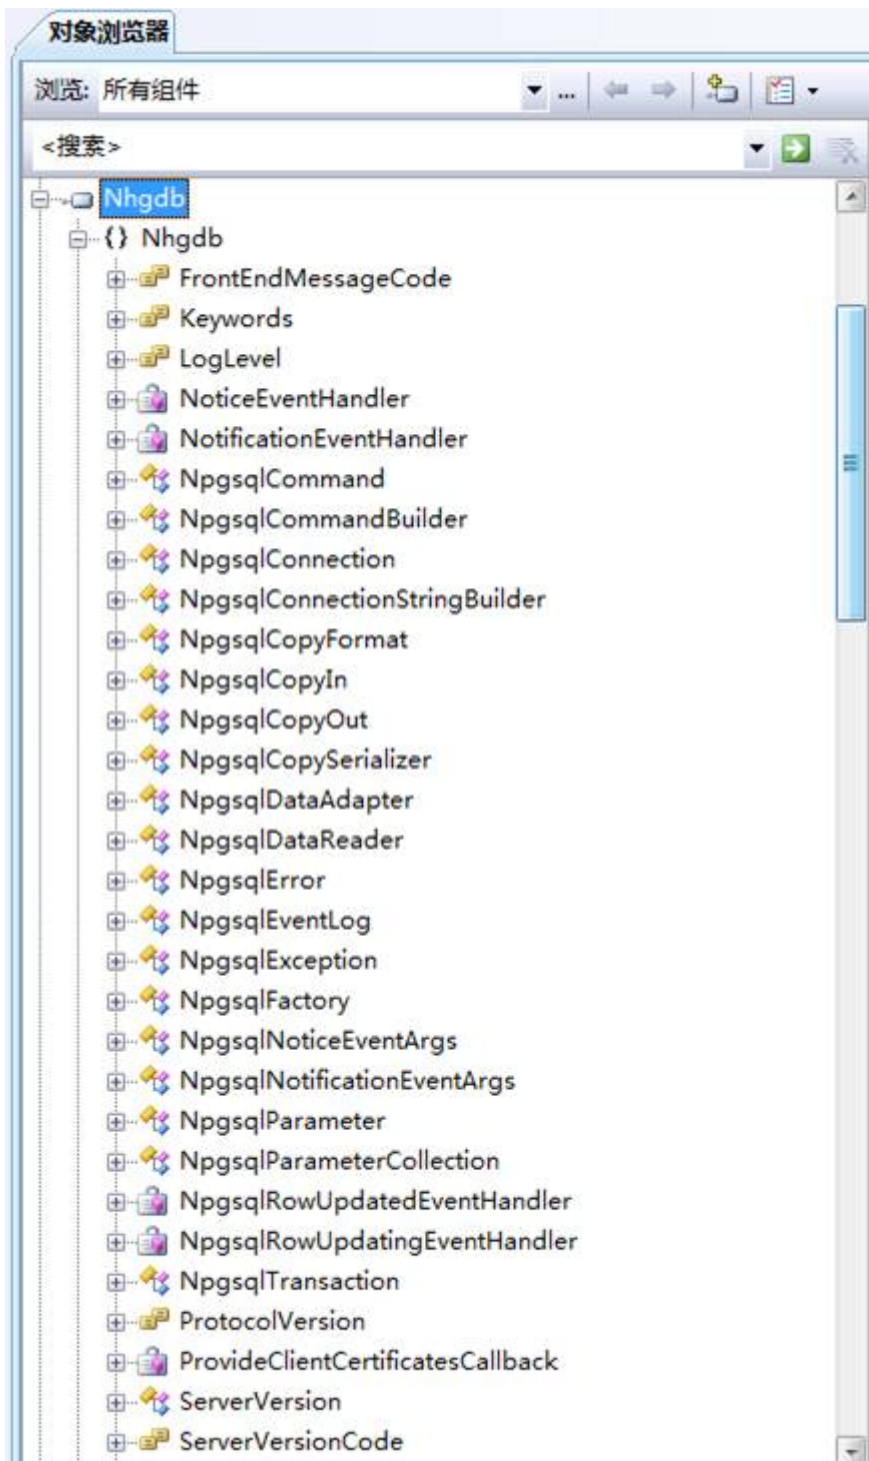 对象浏览器
浏览: 所有组件 ...
<搜索>
Nhgdb
{} Nhgdb
FrontEndMessageCode
Keywords
LogLevel
NoticeEventHandler
NotificationEventHandler
NpgsqlCommand
NpgsqlCommandBuilder
NpgsqlConnection
NpgsqlConnectionStringBuilder
NpgsqlCopyFormat
NpgsqlCopyIn
NpgsqlCopyOut
NpgsqlCopySerializer
NpgsqlDataAdapter
NpgsqlDataReader
NpgsqlError
NpgsqlEventLog
NpgsqlException
NpgsqlFactory
NpgsqlNoticeEventArgs
NpgsqlNotificationEventArgs
NpgsqlParameter
NpgsqlParameterCollection
NpgsqlRowUpdatedEventHandler
NpgsqlRowUpdatingEventHandler
NpgsqlTransaction
ProtocolVersion
ProvideClientCertificatesCallback
ServerVersion
ServerVersionCode